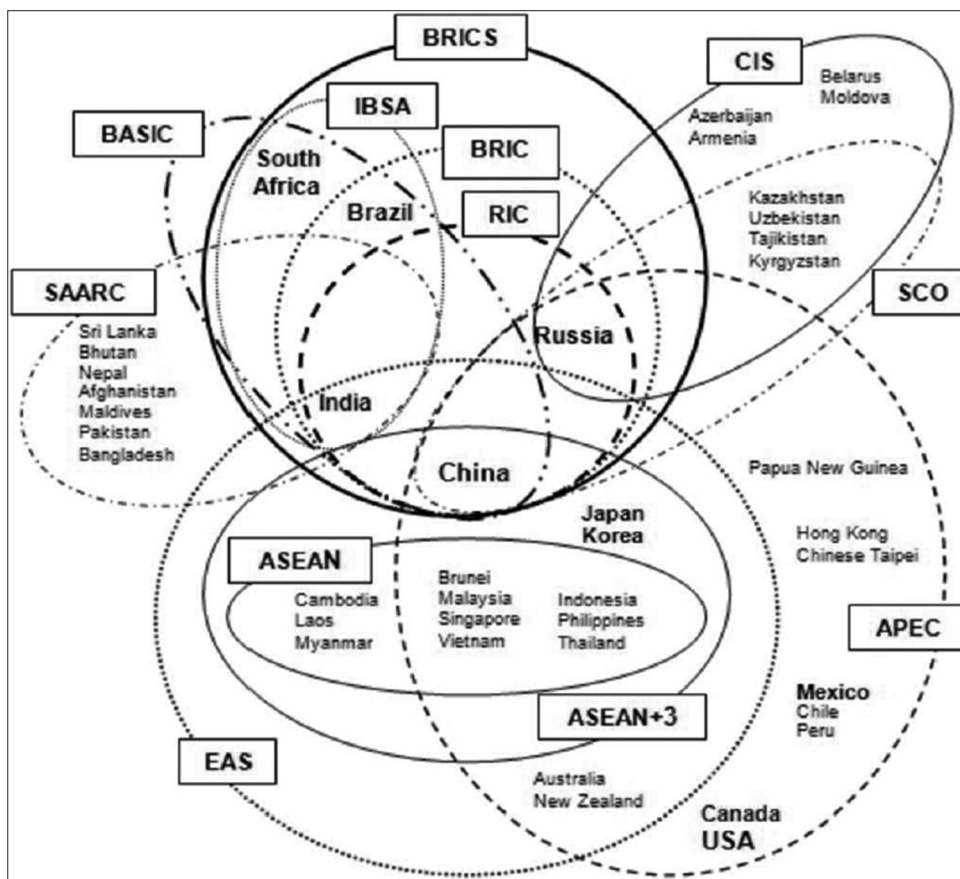 BRICS
CIS
Belarus
Moldova
IBSA
Azerbaijan
Armenia
BASIC
BRIC
South
Africa
Kazakhstan
Uzbekistan
Tajikistan
Kyrgyzstan
Brazil
RIC
SAARC
SCO
Sri Lanka
Bhutan
Nepal
Afghanistan
Maldives
Pakistan
Bangladesh
Russia
India
China
Papua New Guinea
Japan
Korea
Hong Kong
Chinese Taipei
ASEAN
Cambodia
Laos
Myanmar
Brunei
Malaysia
Singapore
Vietnam
Indonesia
Philippines
Thailand
APEC
Mexico
Chile
Peru
ASEAN+3
EAS
Australia
New Zealand
Canada
USA